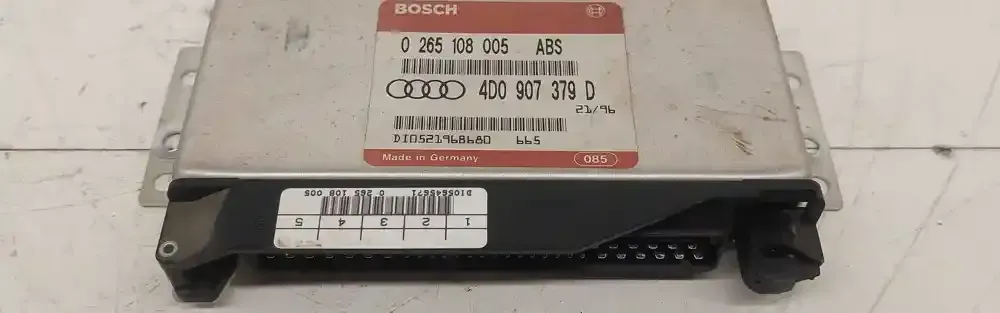 BOSCH
0 265 108 005 ABS
4D0 907 379 D
21/96
DI0521968680 665
Made in Germany 085
DI05645671 0 265 108 005
1 2 3 4 5